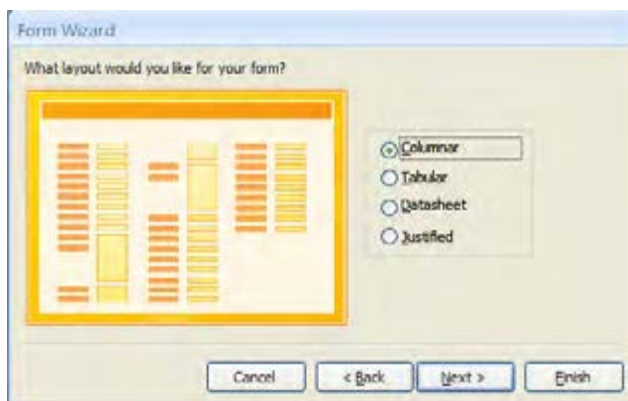 Form Wizard
What layout would you like for your form?
Columnar
Tabular
Datasheet
Justified
Cancel
< Back
Next >
Finish